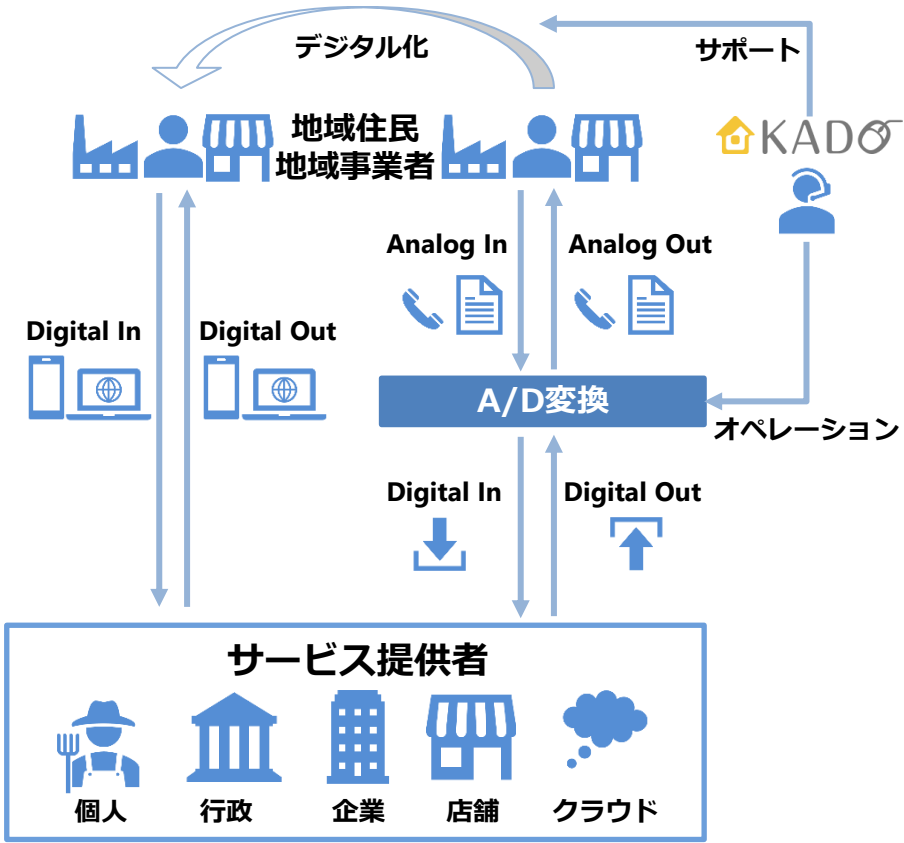 デジタル化
サポート
地域住民
地域事業者
KADO
Analog In
Analog Out
Digital In
Digital Out
A/D変換
オペレーション
Digital In
Digital Out
サービス提供者
個人
行政
企業
店舗
クラウド